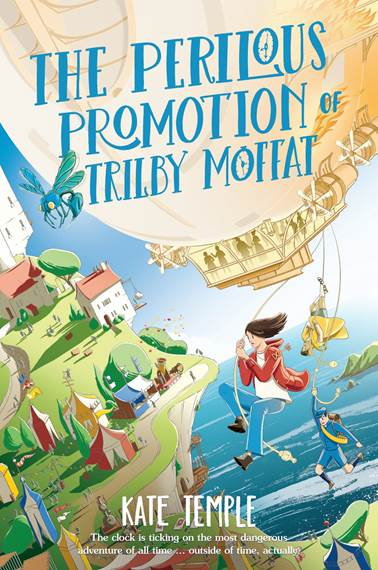 THE PERILOUS
PROMOTION OF
TRILBY MOFFAT
KATE TEMPLE
The clock is ticking on the most dangerous
adventure of all time ... outside of time, actually?